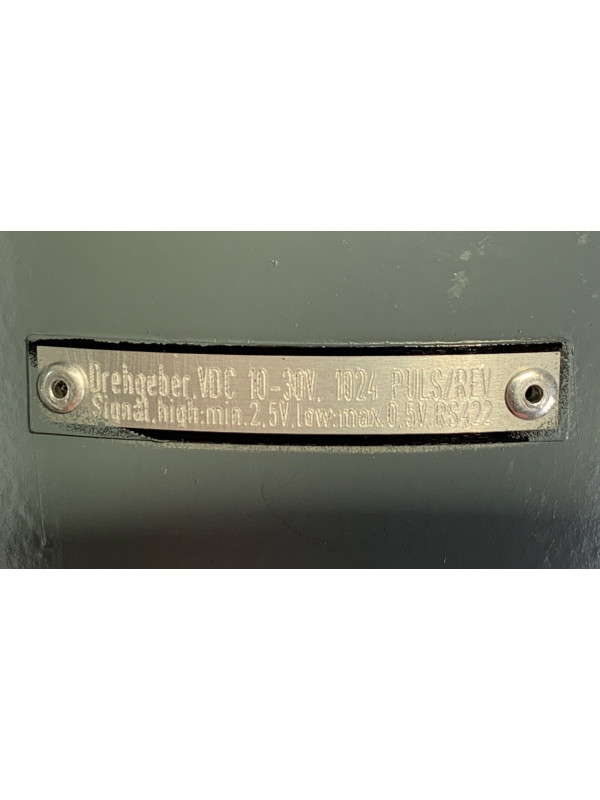 Drehgeber, VDC 10-30V, 1024 PULS/REV
Signal,high:min.2,5V,low:max.0,5V,RS422